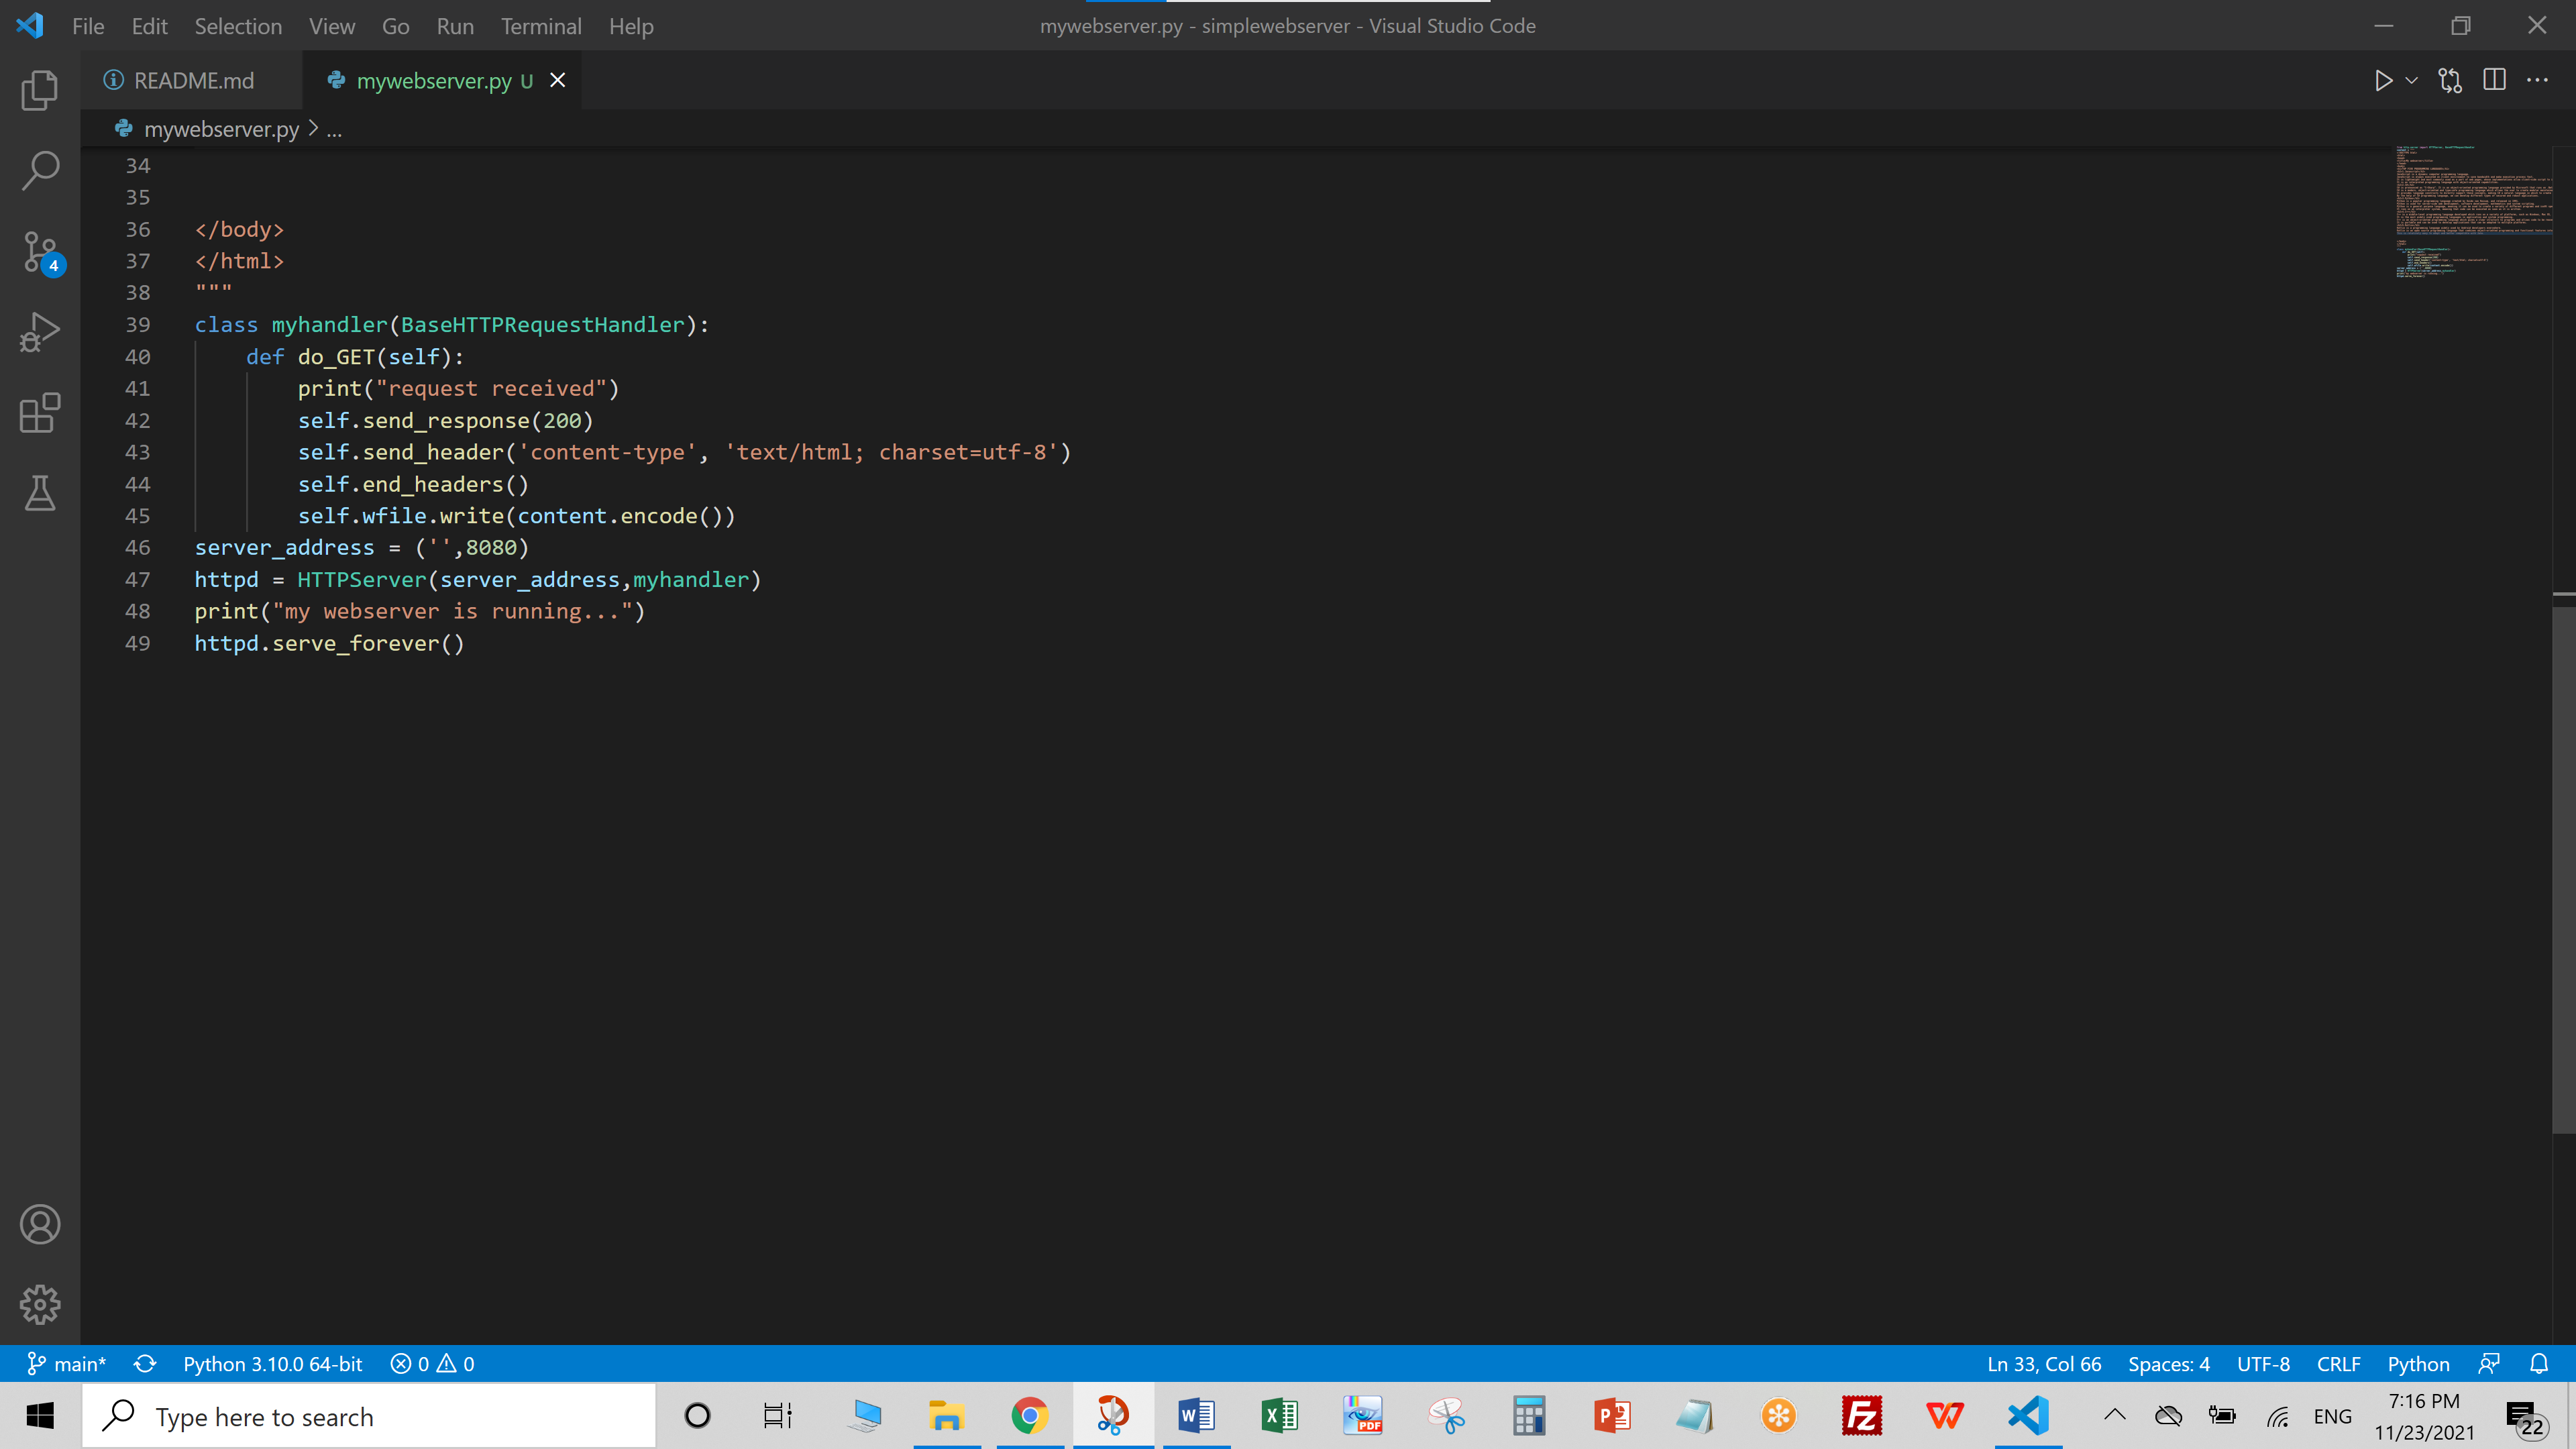 File Edit Selection View Go Run Terminal Help
mywebserver.py - simplewebserver - Visual Studio Code
README.md
mywebserver.py U
mywebserver.py > ...
34
35
36 </body>
37 </html>
38 """
39 class myhandler(BaseHTTPRequestHandler):
40 def do_GET(self):
41 print("request received")
42 self.send_response(200)
43 self.send_header('content-type', 'text/html; charset=utf-8')
44 self.end_headers()
45 self.wfile.write(content.encode())
46 server_address = ('',8080)
47 httpd = HTTPServer(server_address,myhandler)
48 print("my webserver is running...")
49 httpd.serve_forever()
4
main* Python 3.10.0 64-bit 0 0 Ln 33, Col 66 Spaces: 4 UTF-8 CRLF Python
Type here to search
W
X
PDF
P
Fz
W
ENG
7:16 PM
11/23/2021
22